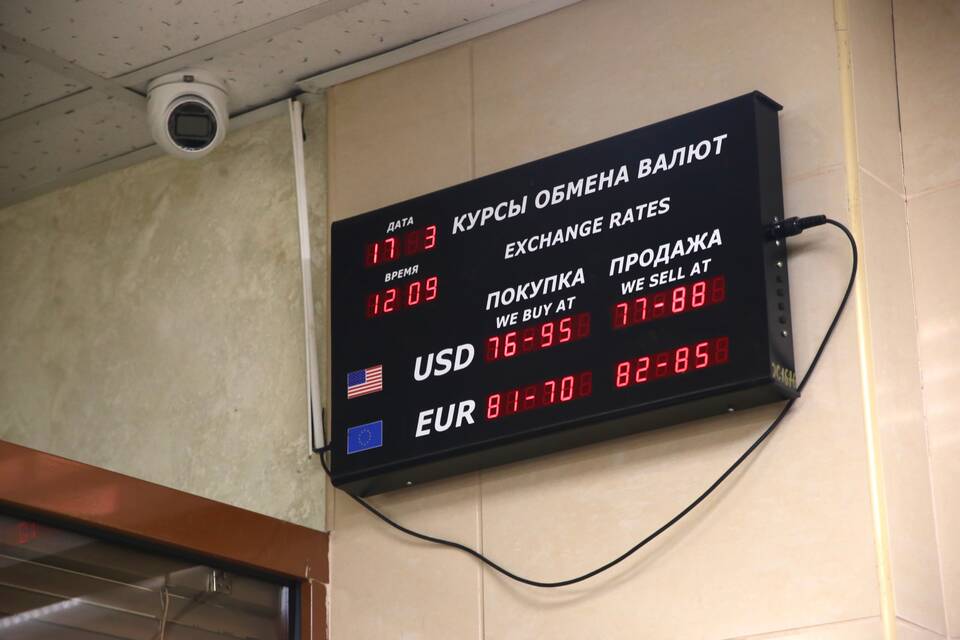 ДАТА
17 3
ВРЕМЯ
12 09
КУРСЫ ОБМЕНА ВАЛЮТ
EXCHANGE RATES
ПОКУПКА
WE BUY AT
ПРОДАЖА
WE SELL AT
USD 76-95 77-88
EUR 81-70 82-85